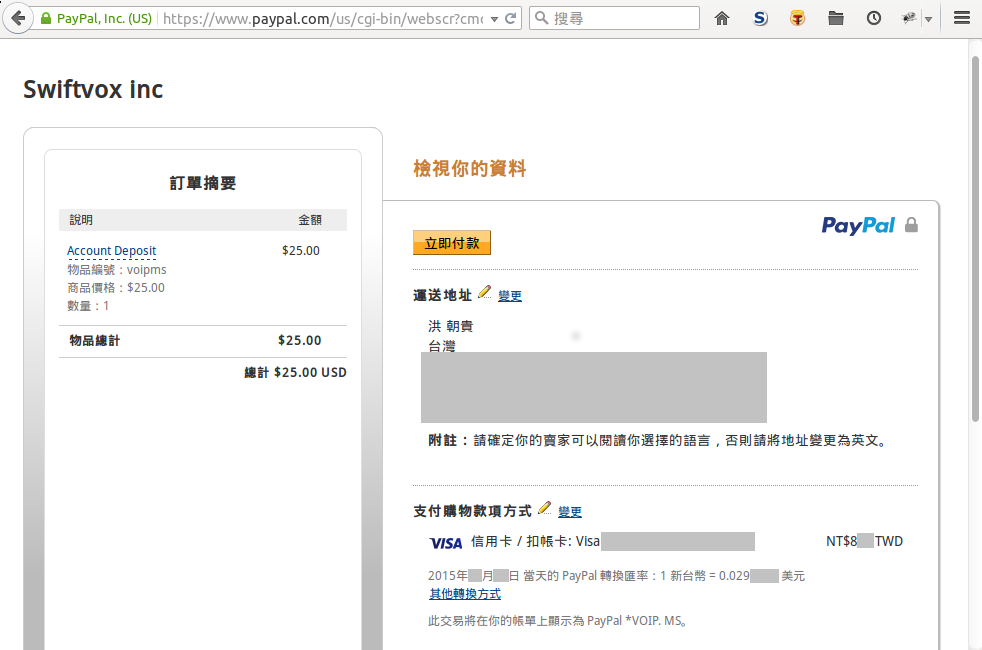 PayPal, Inc. (US)
https://www.paypal.com/us/cgi-bin/webscr?cmd
搜尋
Swiftvox inc
訂單摘要
說明 金額
Account Deposit $25.00
物品編號：voipms
商品價格：$25.00
數量：1
物品總計 $25.00
總計 $25.00 USD
檢視你的資料
PayPal
立即付款
運送地址 變更
洪 朝貴
台灣
附註：請確定你的賣家可以閱讀你選擇的語言，否則請將地址變更為英文。
支付購物款項方式 變更
VISA 信用卡 / 扣帳卡: Visa NT$8 TWD
2015年 月 日 當天的 PayPal 轉換匯率：1 新台幣 = 0.029 美元
其他轉換方式
此交易將在你的帳單上顯示為 PayPal *VOIP. MS。